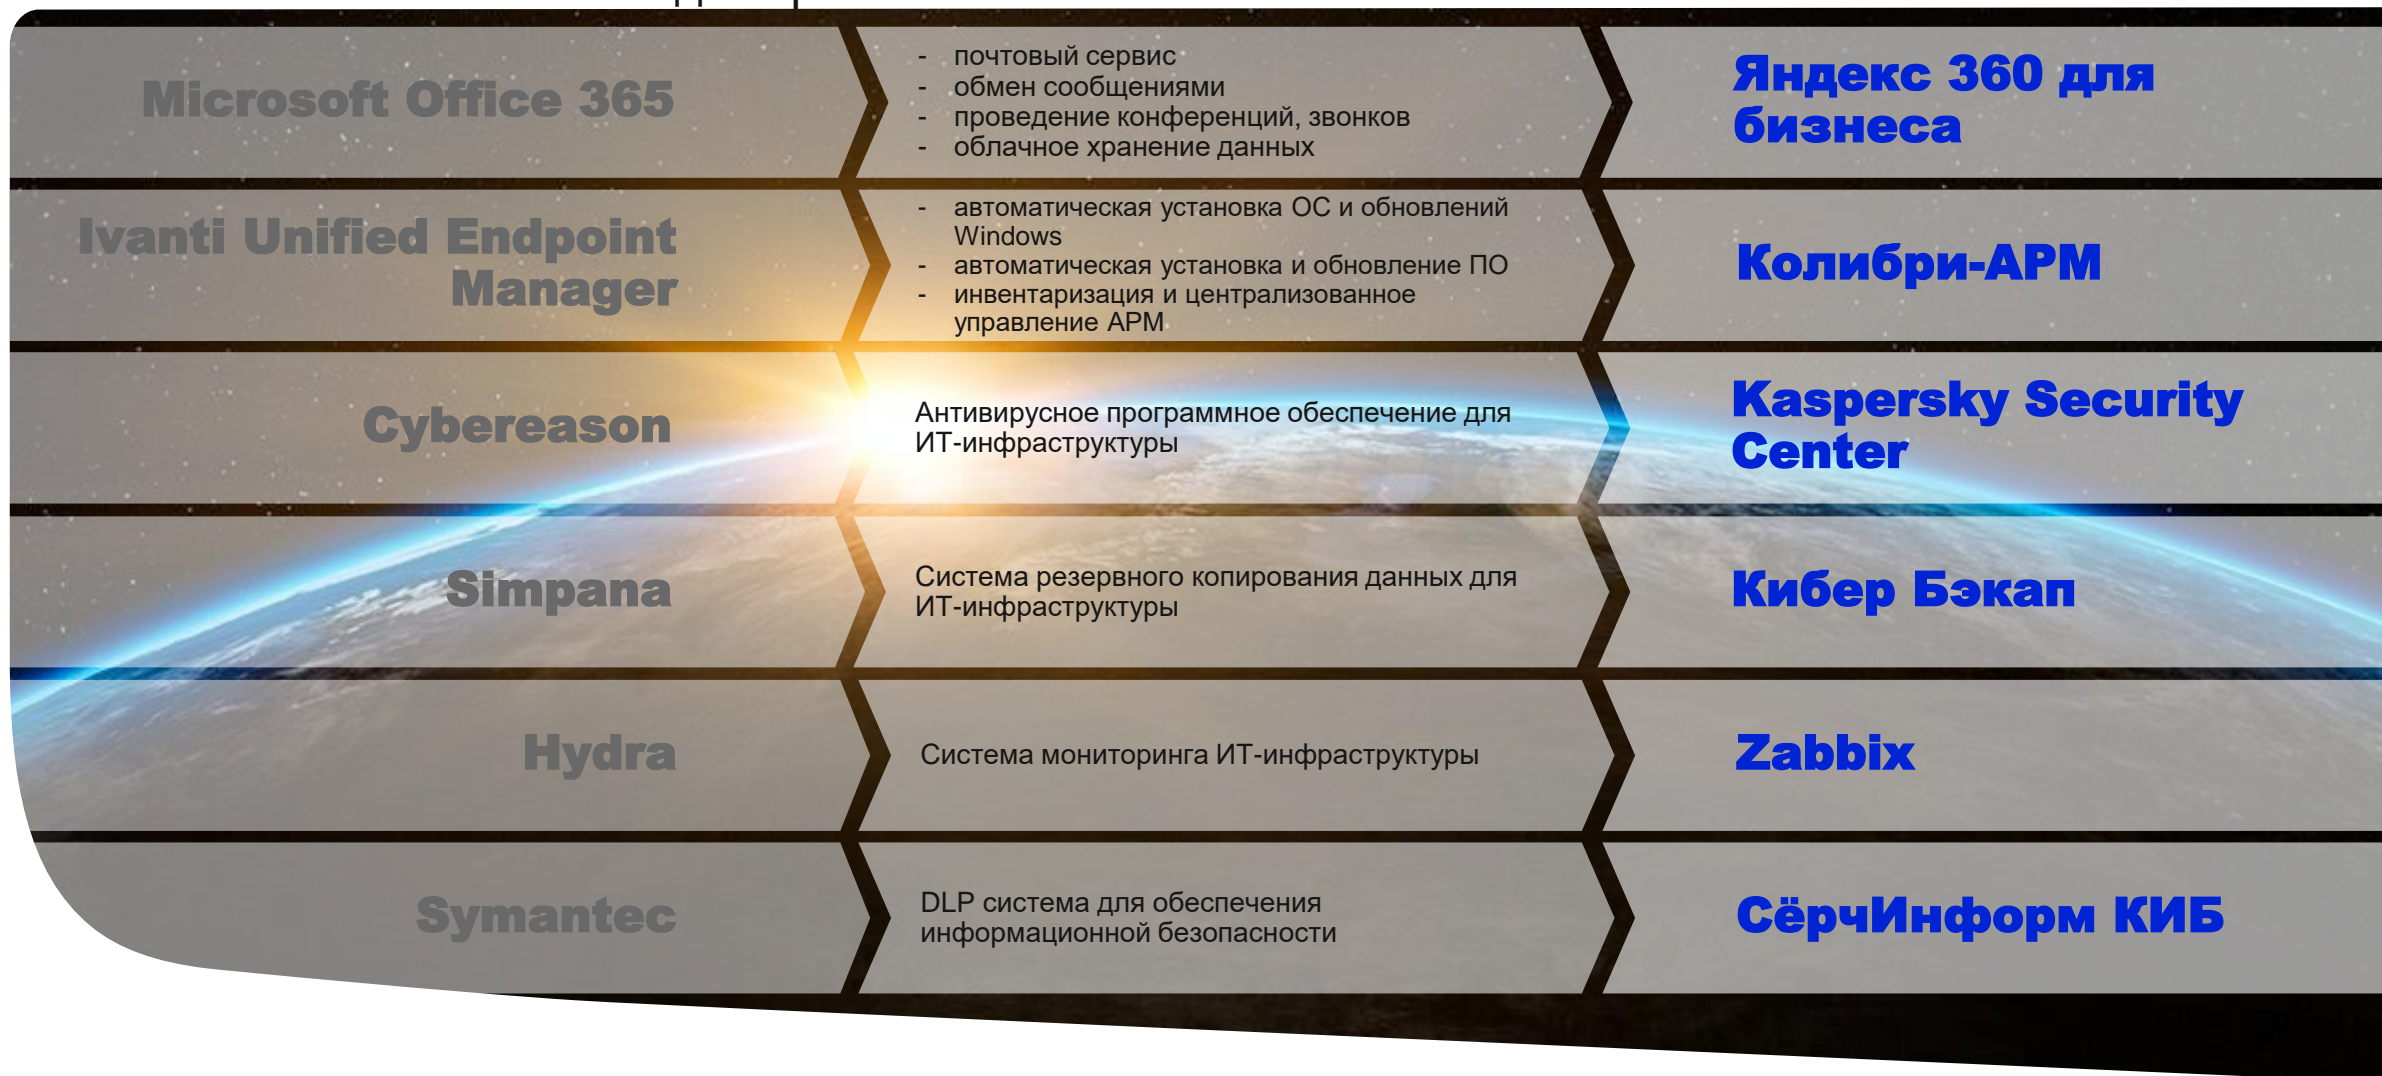 Microsoft Office 365
- почтовый сервис
- обмен сообщениями
- проведение конференций, звонков
- облачное хранение данных
Яндекс 360 для
бизнеса
Ivanti Unified Endpoint
Manager
- автоматическая установка ОС и обновлений
Windows
- автоматическая установка и обновление ПО
- инвентаризация и централизованное
управление АРМ
Колибри-АРМ
Cybereason
Антивирусное программное обеспечение для
ИТ-инфраструктуры
Kaspersky Security
Center
Simpana
Система резервного копирования данных для
ИТ-инфраструктуры
Кибер Бэкап
Hydra
Система мониторинга ИТ-инфраструктуры
Zabbix
Symantec
DLP система для обеспечения
информационной безопасности
СёрчИнформ КИБ